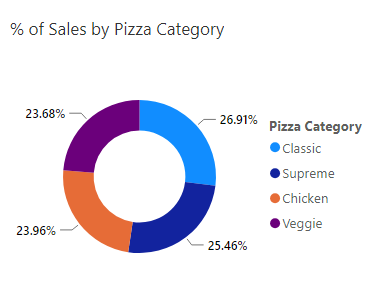 % of Sales by Pizza Category
23.68%
26.91%
Pizza Category
Classic
Supreme
Chicken
Veggie
23.96%
25.46%